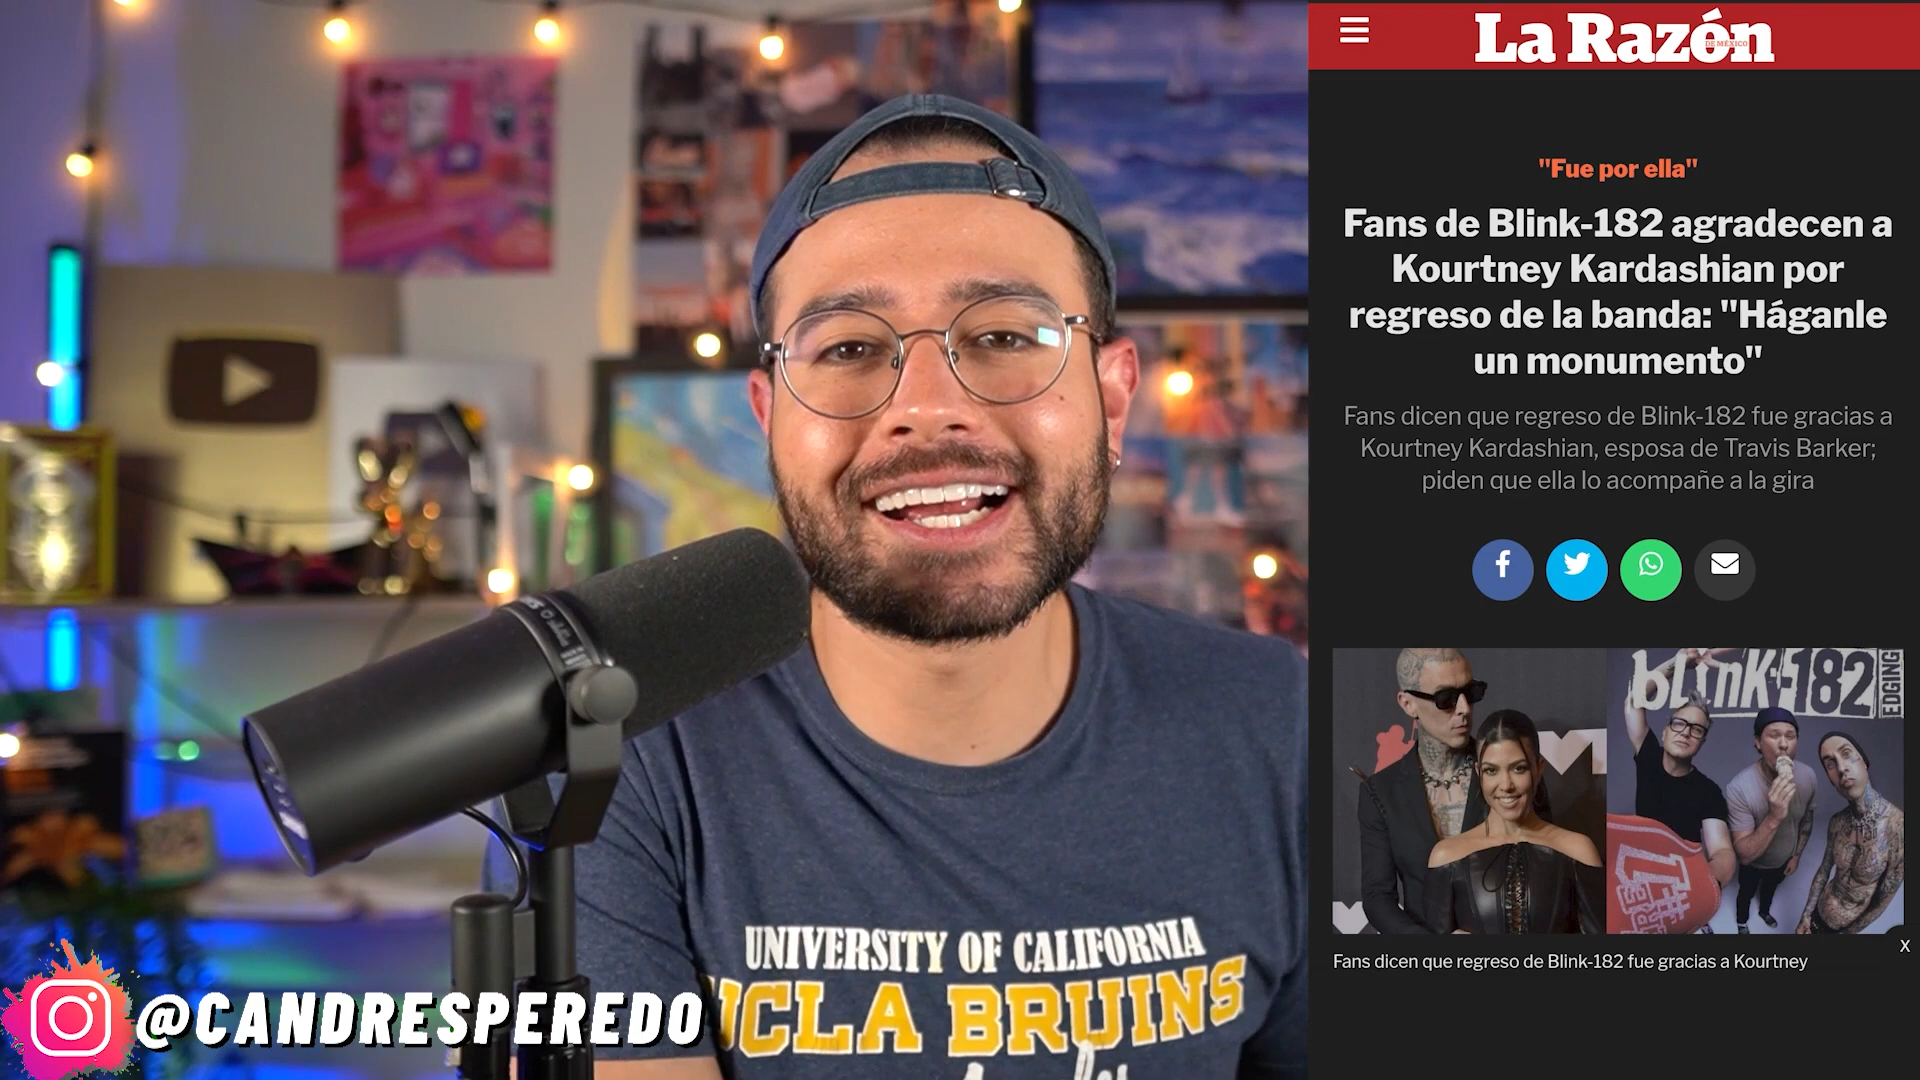 La Razón
DE MÉXICO
"Fue por ella"
Fans de Blink-182 agradecen a
Kourtney Kardashian por
regreso de la banda: "Háganle
un monumento"
Fans dicen que regreso de Blink-182 fue gracias a
Kourtney Kardashian, esposa de Travis Barker;
piden que ella lo acompañe a la gira
blink-182
EDGING
X
Fans dicen que regreso de Blink-182 fue gracias a Kourtney
UNIVERSITY OF CALIFORNIA
UCLA BRUINS
@CANDRESPEREDO